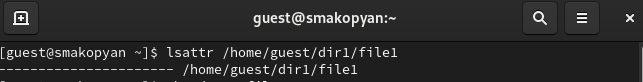 guest@smakopyan:~
[guest@smakopyan ~]$ lsattr /home/guest/dir1/file1
---------------------- /home/guest/dir1/file1